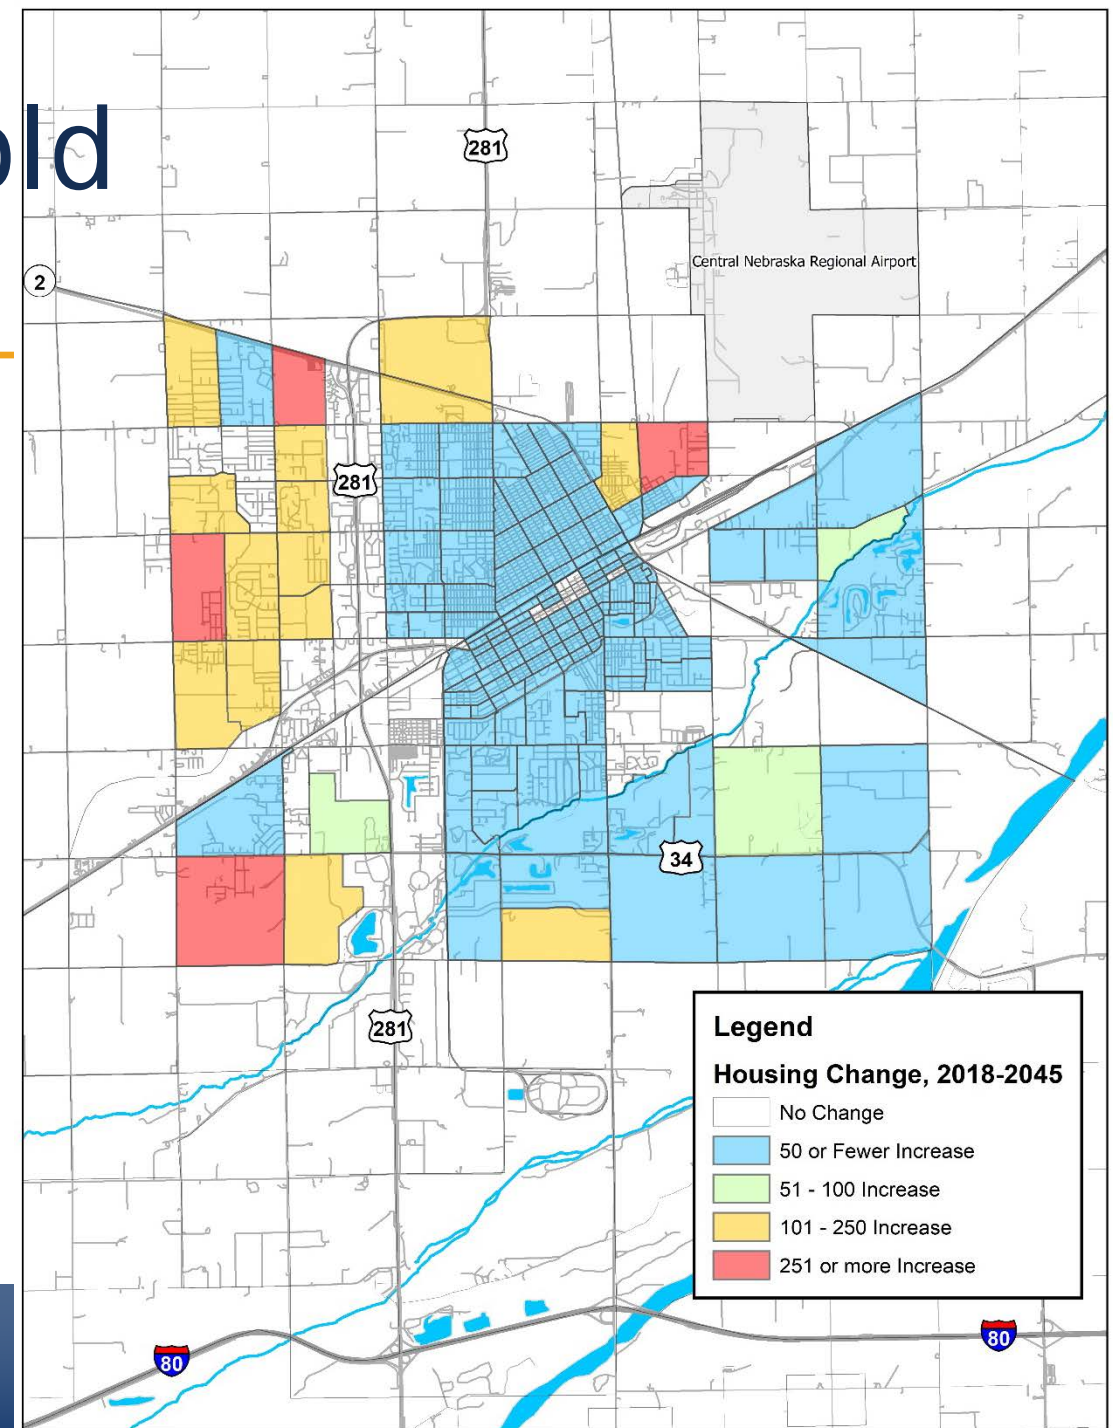 old
281
Central Nebraska Regional Airport
2
281
34
281
Legend
Housing Change, 2018-2045
No Change
50 or Fewer Increase
51 - 100 Increase
101 - 250 Increase
251 or more Increase
80
80